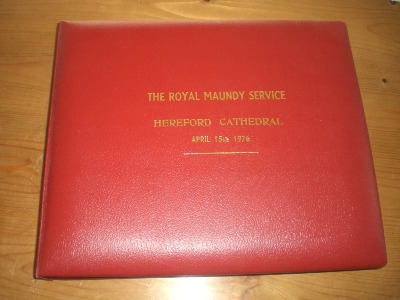 THE ROYAL MAUNDY SERVICE
HEREFORD CATHEDRAL
APRIL 15th 1976